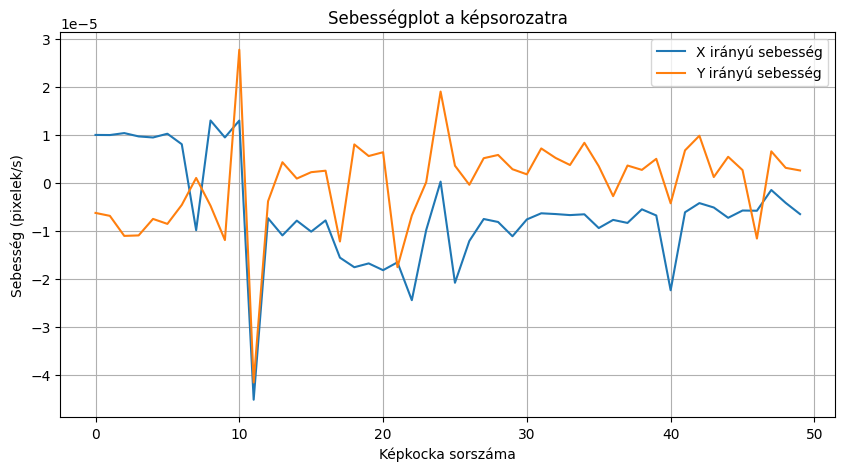 Sebességplot a képsorozatra
1e−5
3
2
1
0
−1
−2
−3
−4
0
10
20
30
40
50
Sebesség (pixelek/s)
Képkocka sorszáma
X irányú sebesség
Y irányú sebesség